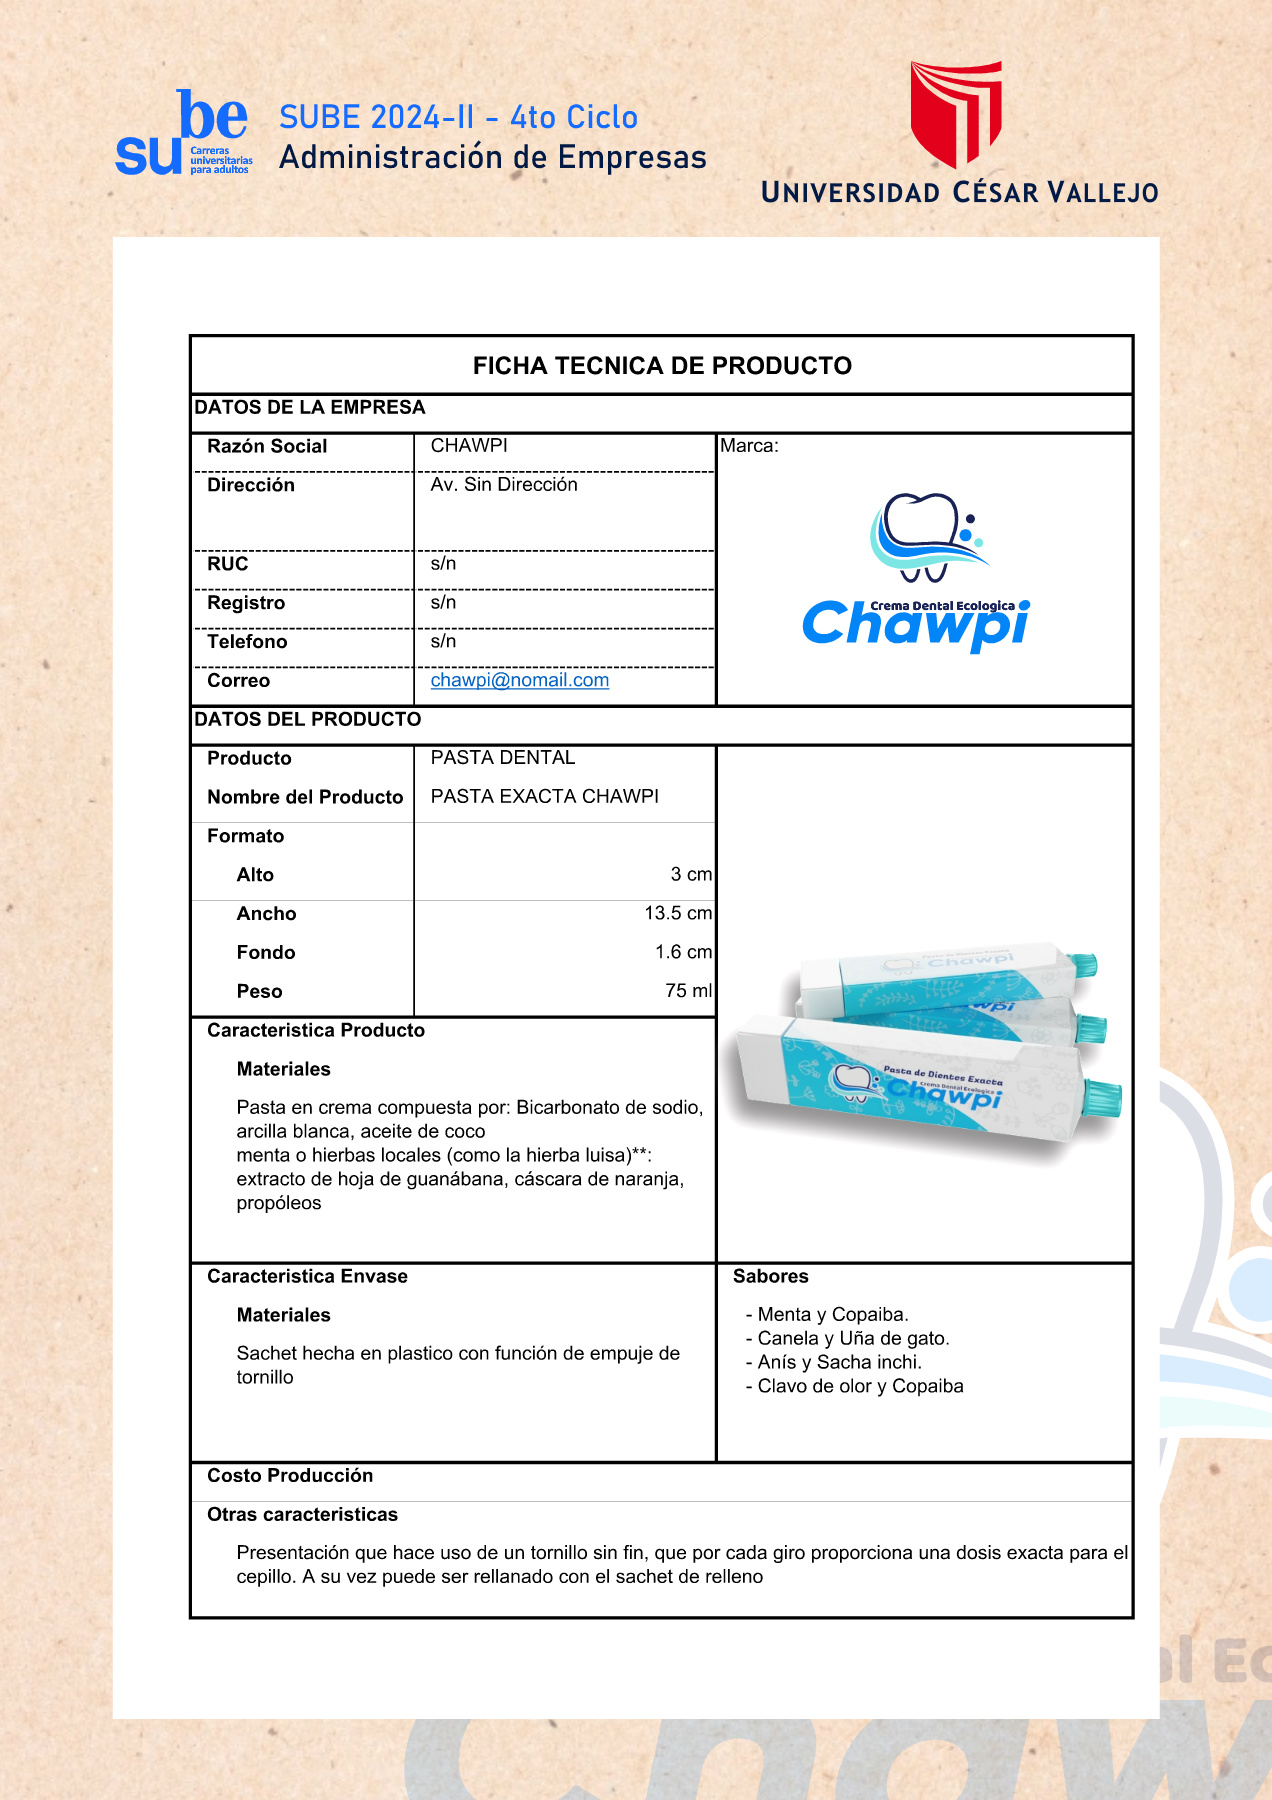 be
su
Carreras
universitarias
para adultos
SUBE 2024-II - 4to Ciclo
Administración de Empresas
UNIVERSIDAD CÉSAR VALLEJO
FICHA TECNICA DE PRODUCTO
DATOS DE LA EMPRESA
Razón Social CHAWPI Marca:
Dirección Av. Sin Dirección
RUC s/n
Registro s/n
Telefono s/n
Correo chawpi@nomail.com
Crema Dental Ecologica
Chawpi
DATOS DEL PRODUCTO
Producto PASTA DENTAL
Nombre del Producto PASTA EXACTA CHAWPI
Formato
Alto 3 cm
Ancho 13.5 cm
Fondo 1.6 cm
Peso 75 ml
Pasta de Dientes Exacta
Chawpi
Chawpi
Pasta de Dientes Exacta
Crema Dental Ecologica
Chawpi
Caracteristica Producto
Materiales
Pasta en crema compuesta por: Bicarbonato de sodio,
arcilla blanca, aceite de coco
menta o hierbas locales (como la hierba luisa)**:
extracto de hoja de guanábana, cáscara de naranja,
propóleos
Caracteristica Envase
Materiales
Sachet hecha en plastico con función de empuje de
tornillo
Sabores
- Menta y Copaiba.
- Canela y Uña de gato.
- Anís y Sacha inchi.
- Clavo de olor y Copaiba
Costo Producción
Otras caracteristicas
Presentación que hace uso de un tornillo sin fin, que por cada giro proporciona una dosis exacta para el
cepillo. A su vez puede ser rellanado con el sachet de relleno